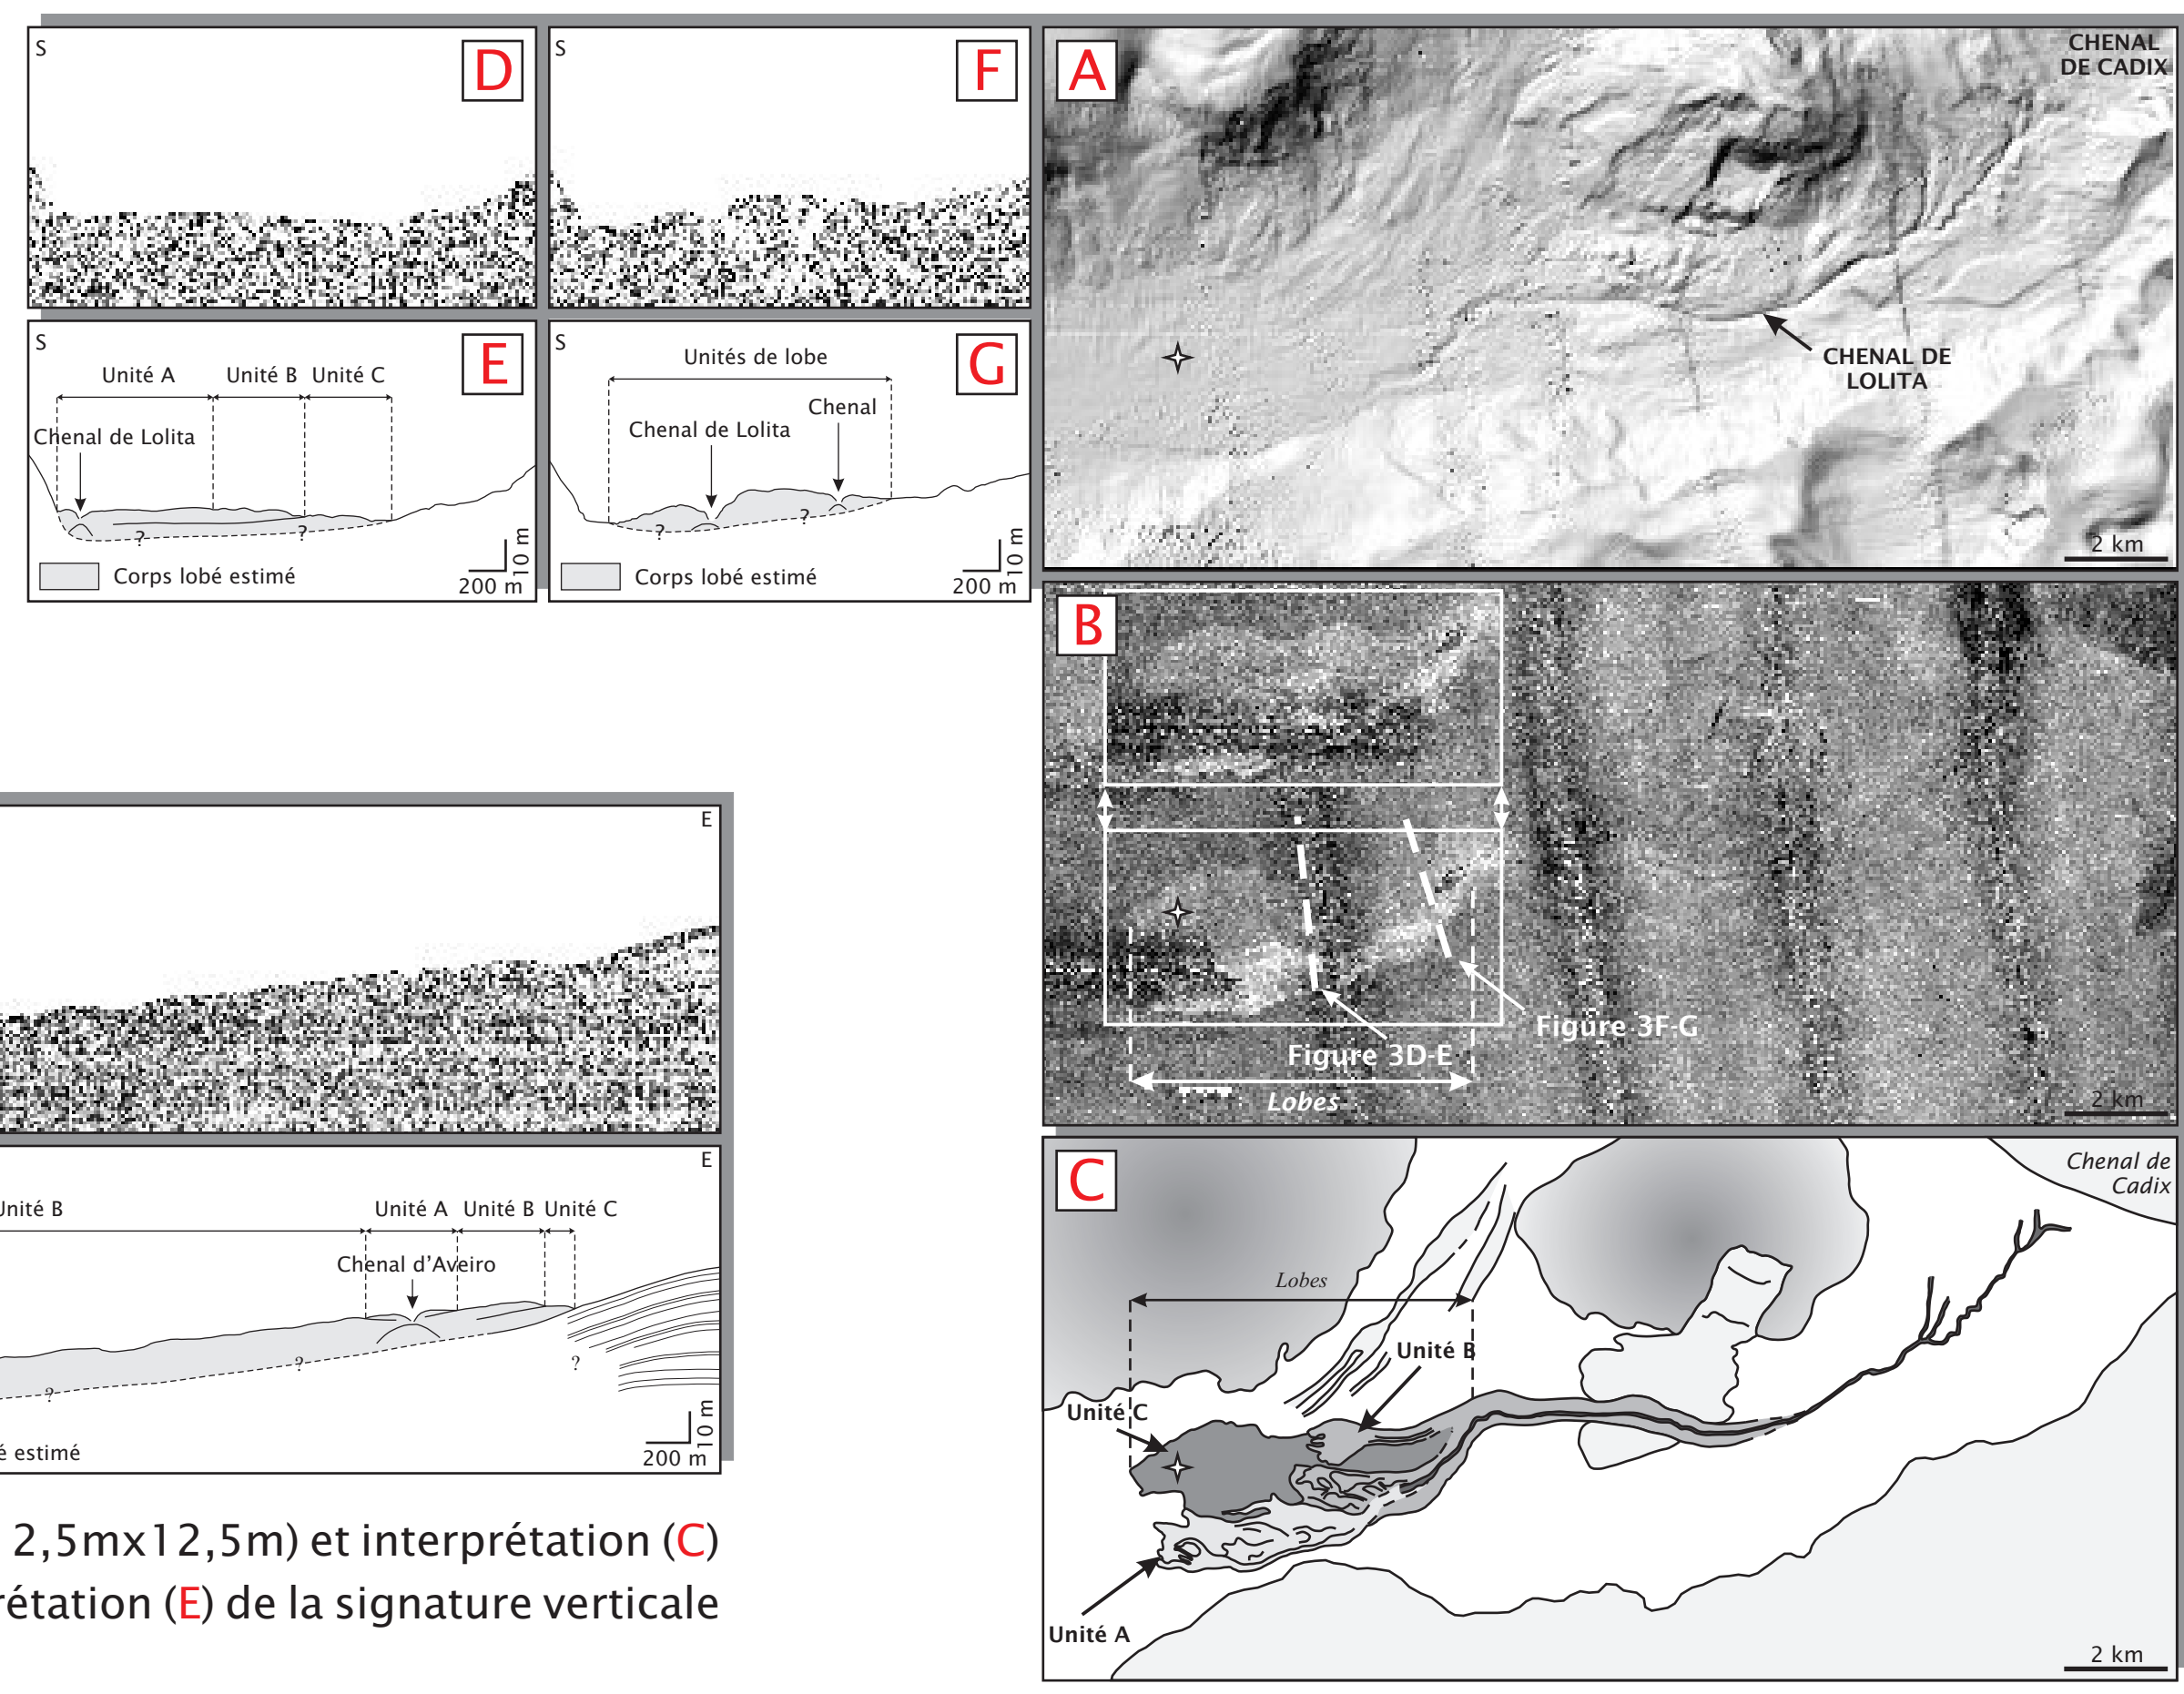 S
D
S
F
S
E
Unité A
Unité B
Unité C
Chenal de Lolita
?
?
Corps lobé estimé
10 m
200 m
S
G
Unités de lobe
Chenal
Chenal de Lolita
?
?
Corps lobé estimé
10 m
200 m
A
CHENAL
DE CADIX
CHENAL DE
LOLITA
2 km
B
Figure 3F-G
Figure 3D-E
Lobes
2 km
C
Chenal de
Cadix
Lobes
Unité B
Unité C
Unité A
2 km
E
E
Unité B
Unité A
Unité B
Unité C
Chenal d'Aveiro
?
?
?
10 m
200 m
é estimé
2,5mx12,5m) et interprétation (C)
rétation (E) de la signature verticale